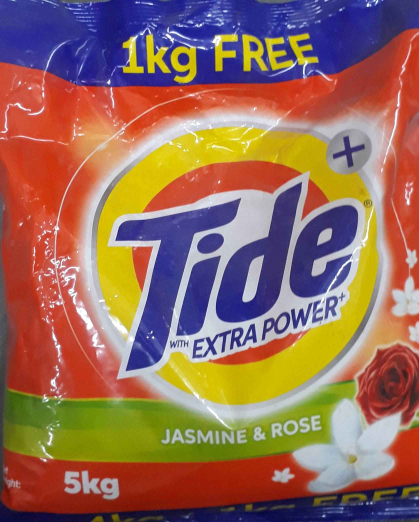 1kg FREE
+
Tide®
WITH EXTRA POWER+
JASMINE & ROSE
5kg